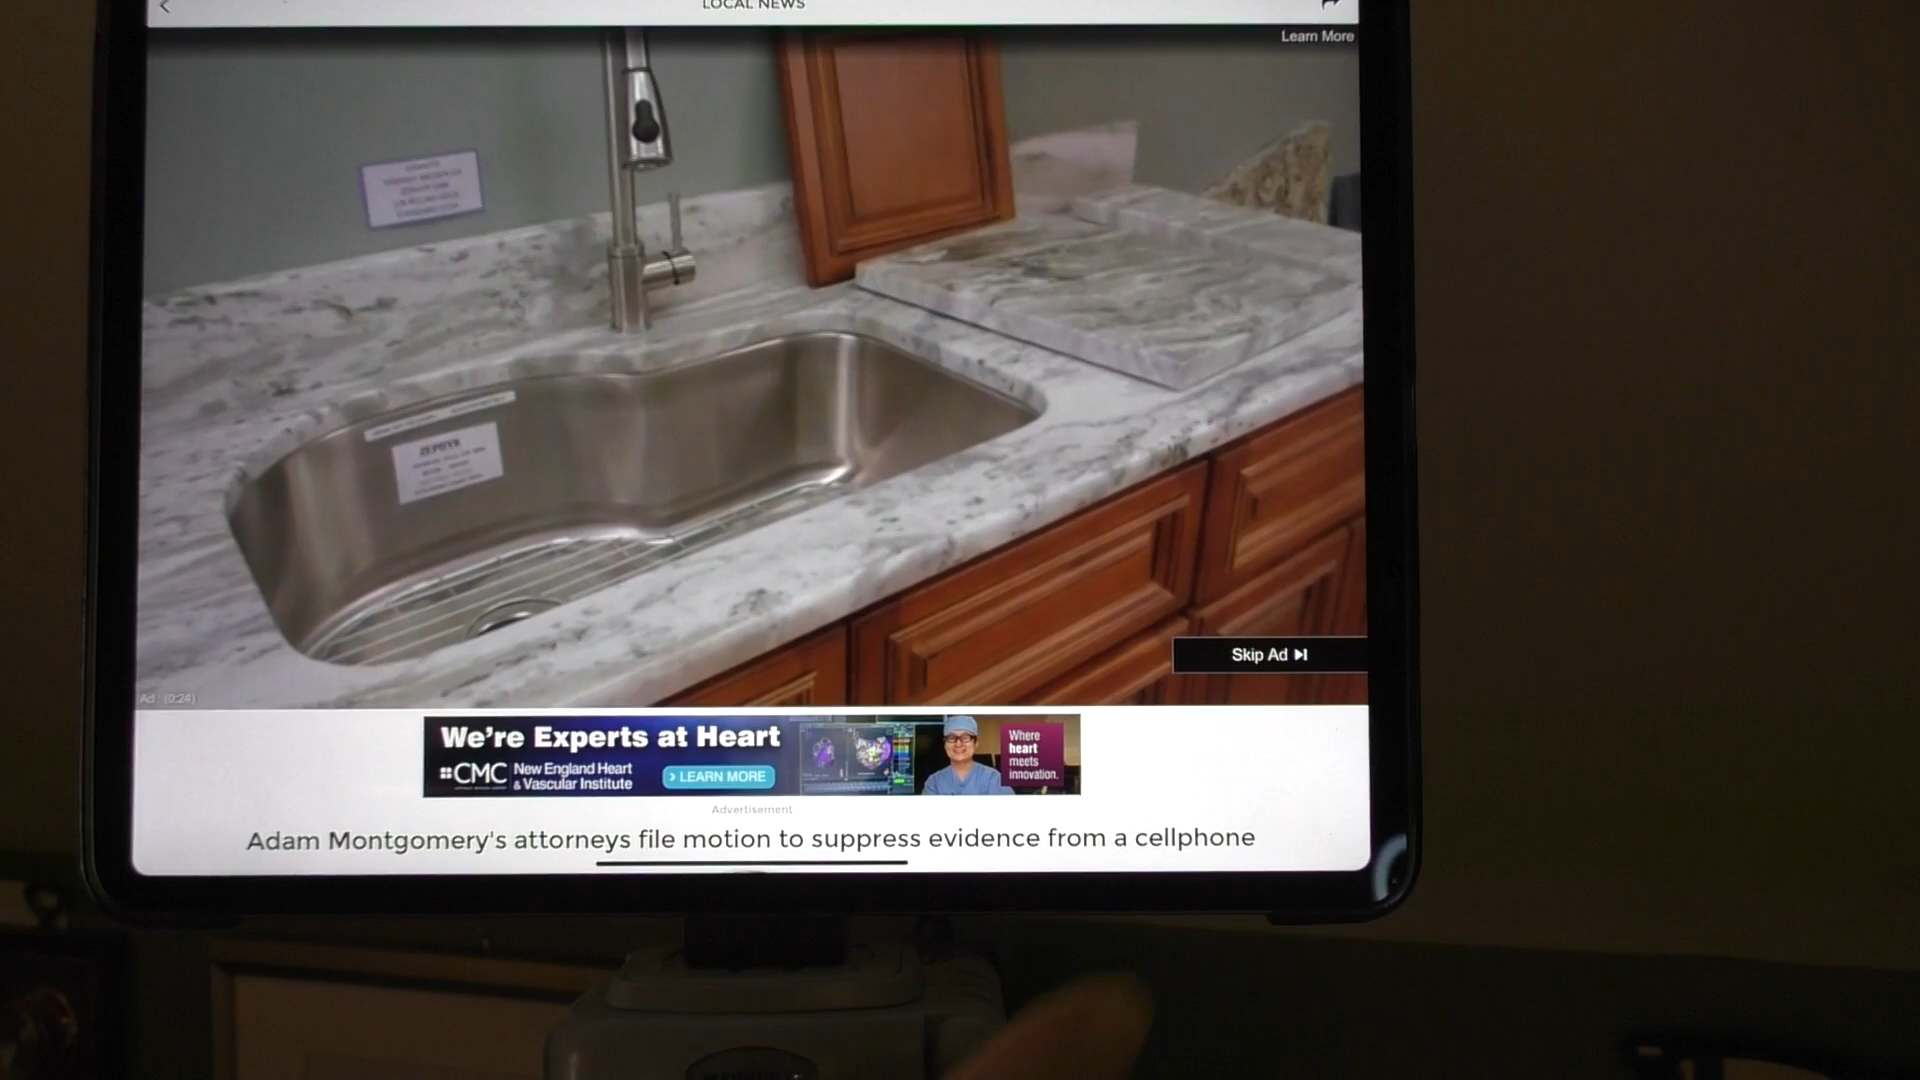 LOCAL NEWS
Learn More
Skip Ad
Ad : (0:24)
We're Experts at Heart
CMC New England Heart
& Vascular Institute
> LEARN MORE
Where
heart
meets
innovation.
Advertisement
Adam Montgomery's attorneys file motion to suppress evidence from a cellphone